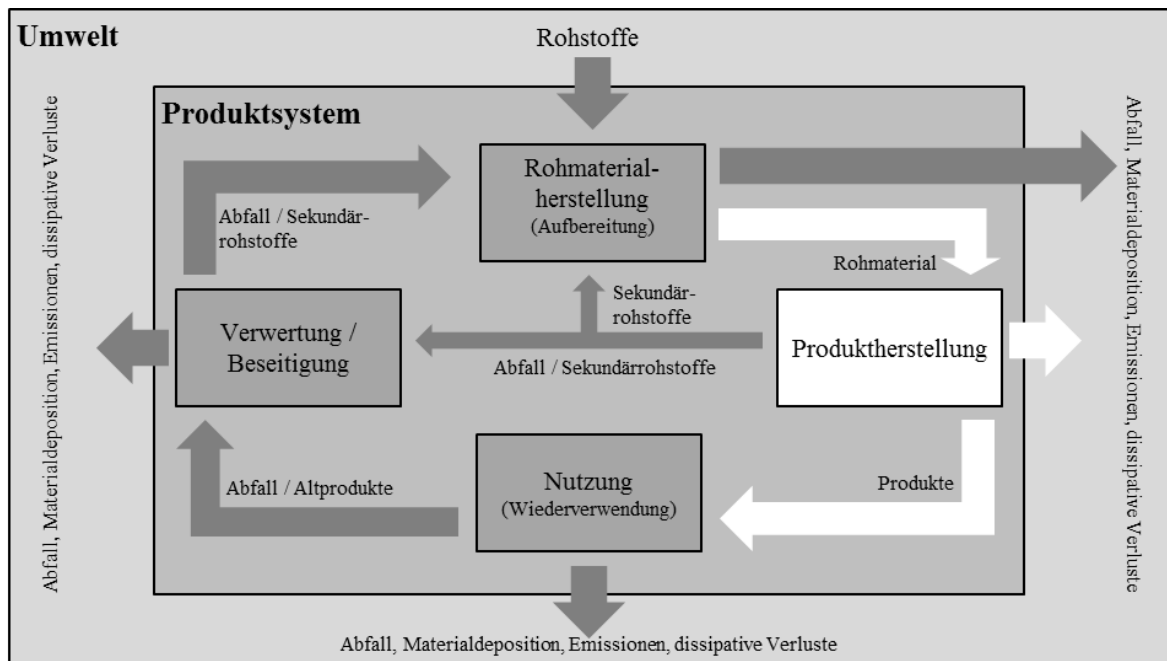 Umwelt
Rohstoffe
Produktsystem
Rohmaterial-
herstellung
(Aufbereitung)
Abfall / Sekundär-
rohstoffe
Rohmaterial
Sekundär-
rohstoffe
Verwertung /
Beseitigung
Produktherstellung
Abfall / Sekundärrohstoffe
Nutzung
(Wiederverwendung)
Abfall / Altprodukte
Produkte
Abfall, Materialdeposition, Emissionen, dissipative Verluste
Abfall, Materialdeposition, Emissionen, dissipative Verluste
Abfall, Materialdeposition, Emissionen, dissipative Verluste